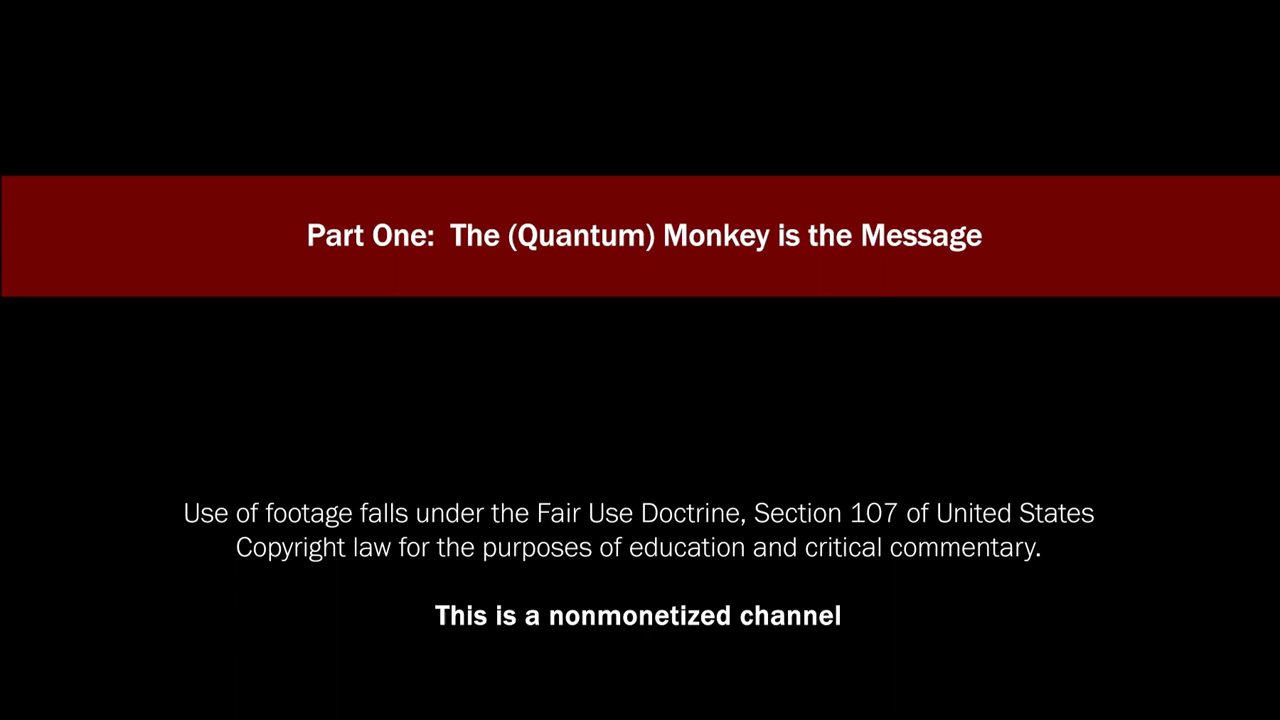 Part One:  The (Quantum) Monkey is the Message
Use of footage falls under the Fair Use Doctrine, Section 107 of United States
Copyright law for the purposes of education and critical commentary.
This is a nonmonetized channel